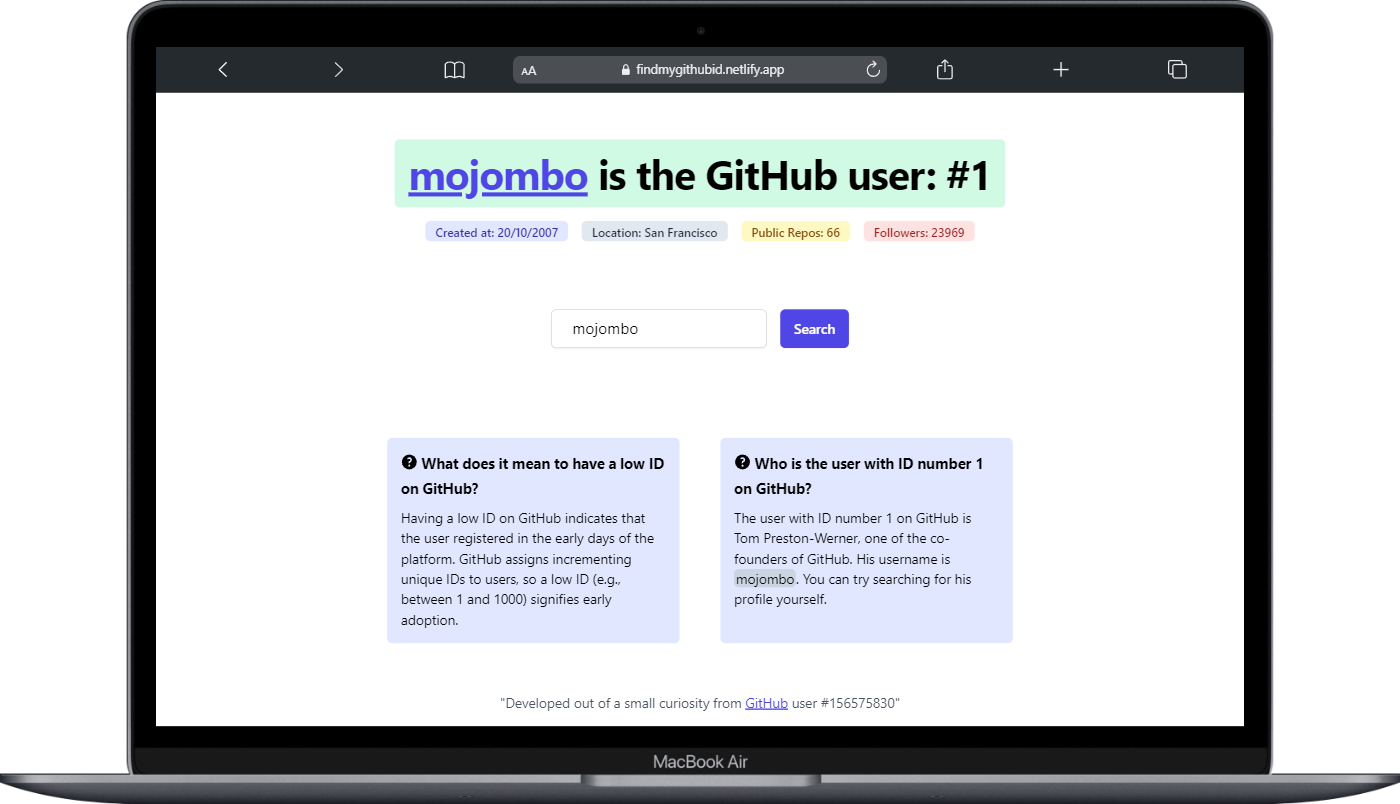 AA findmygithubid.netlify.app
mojombo is the GitHub user: #1
Created at: 20/10/2007 Location: San Francisco Public Repos: 66 Followers: 23969
mojombo Search
What does it mean to have a low ID
on GitHub?
Having a low ID on GitHub indicates that
the user registered in the early days of the
platform. GitHub assigns incrementing
unique IDs to users, so a low ID (e.g.,
between 1 and 1000) signifies early
adoption.
Who is the user with ID number 1
on GitHub?
The user with ID number 1 on GitHub is
Tom Preston-Werner, one of the co-
founders of GitHub. His username is
mojombo. You can try searching for his
profile yourself.
"Developed out of a small curiosity from GitHub user #156575830"
MacBook Air